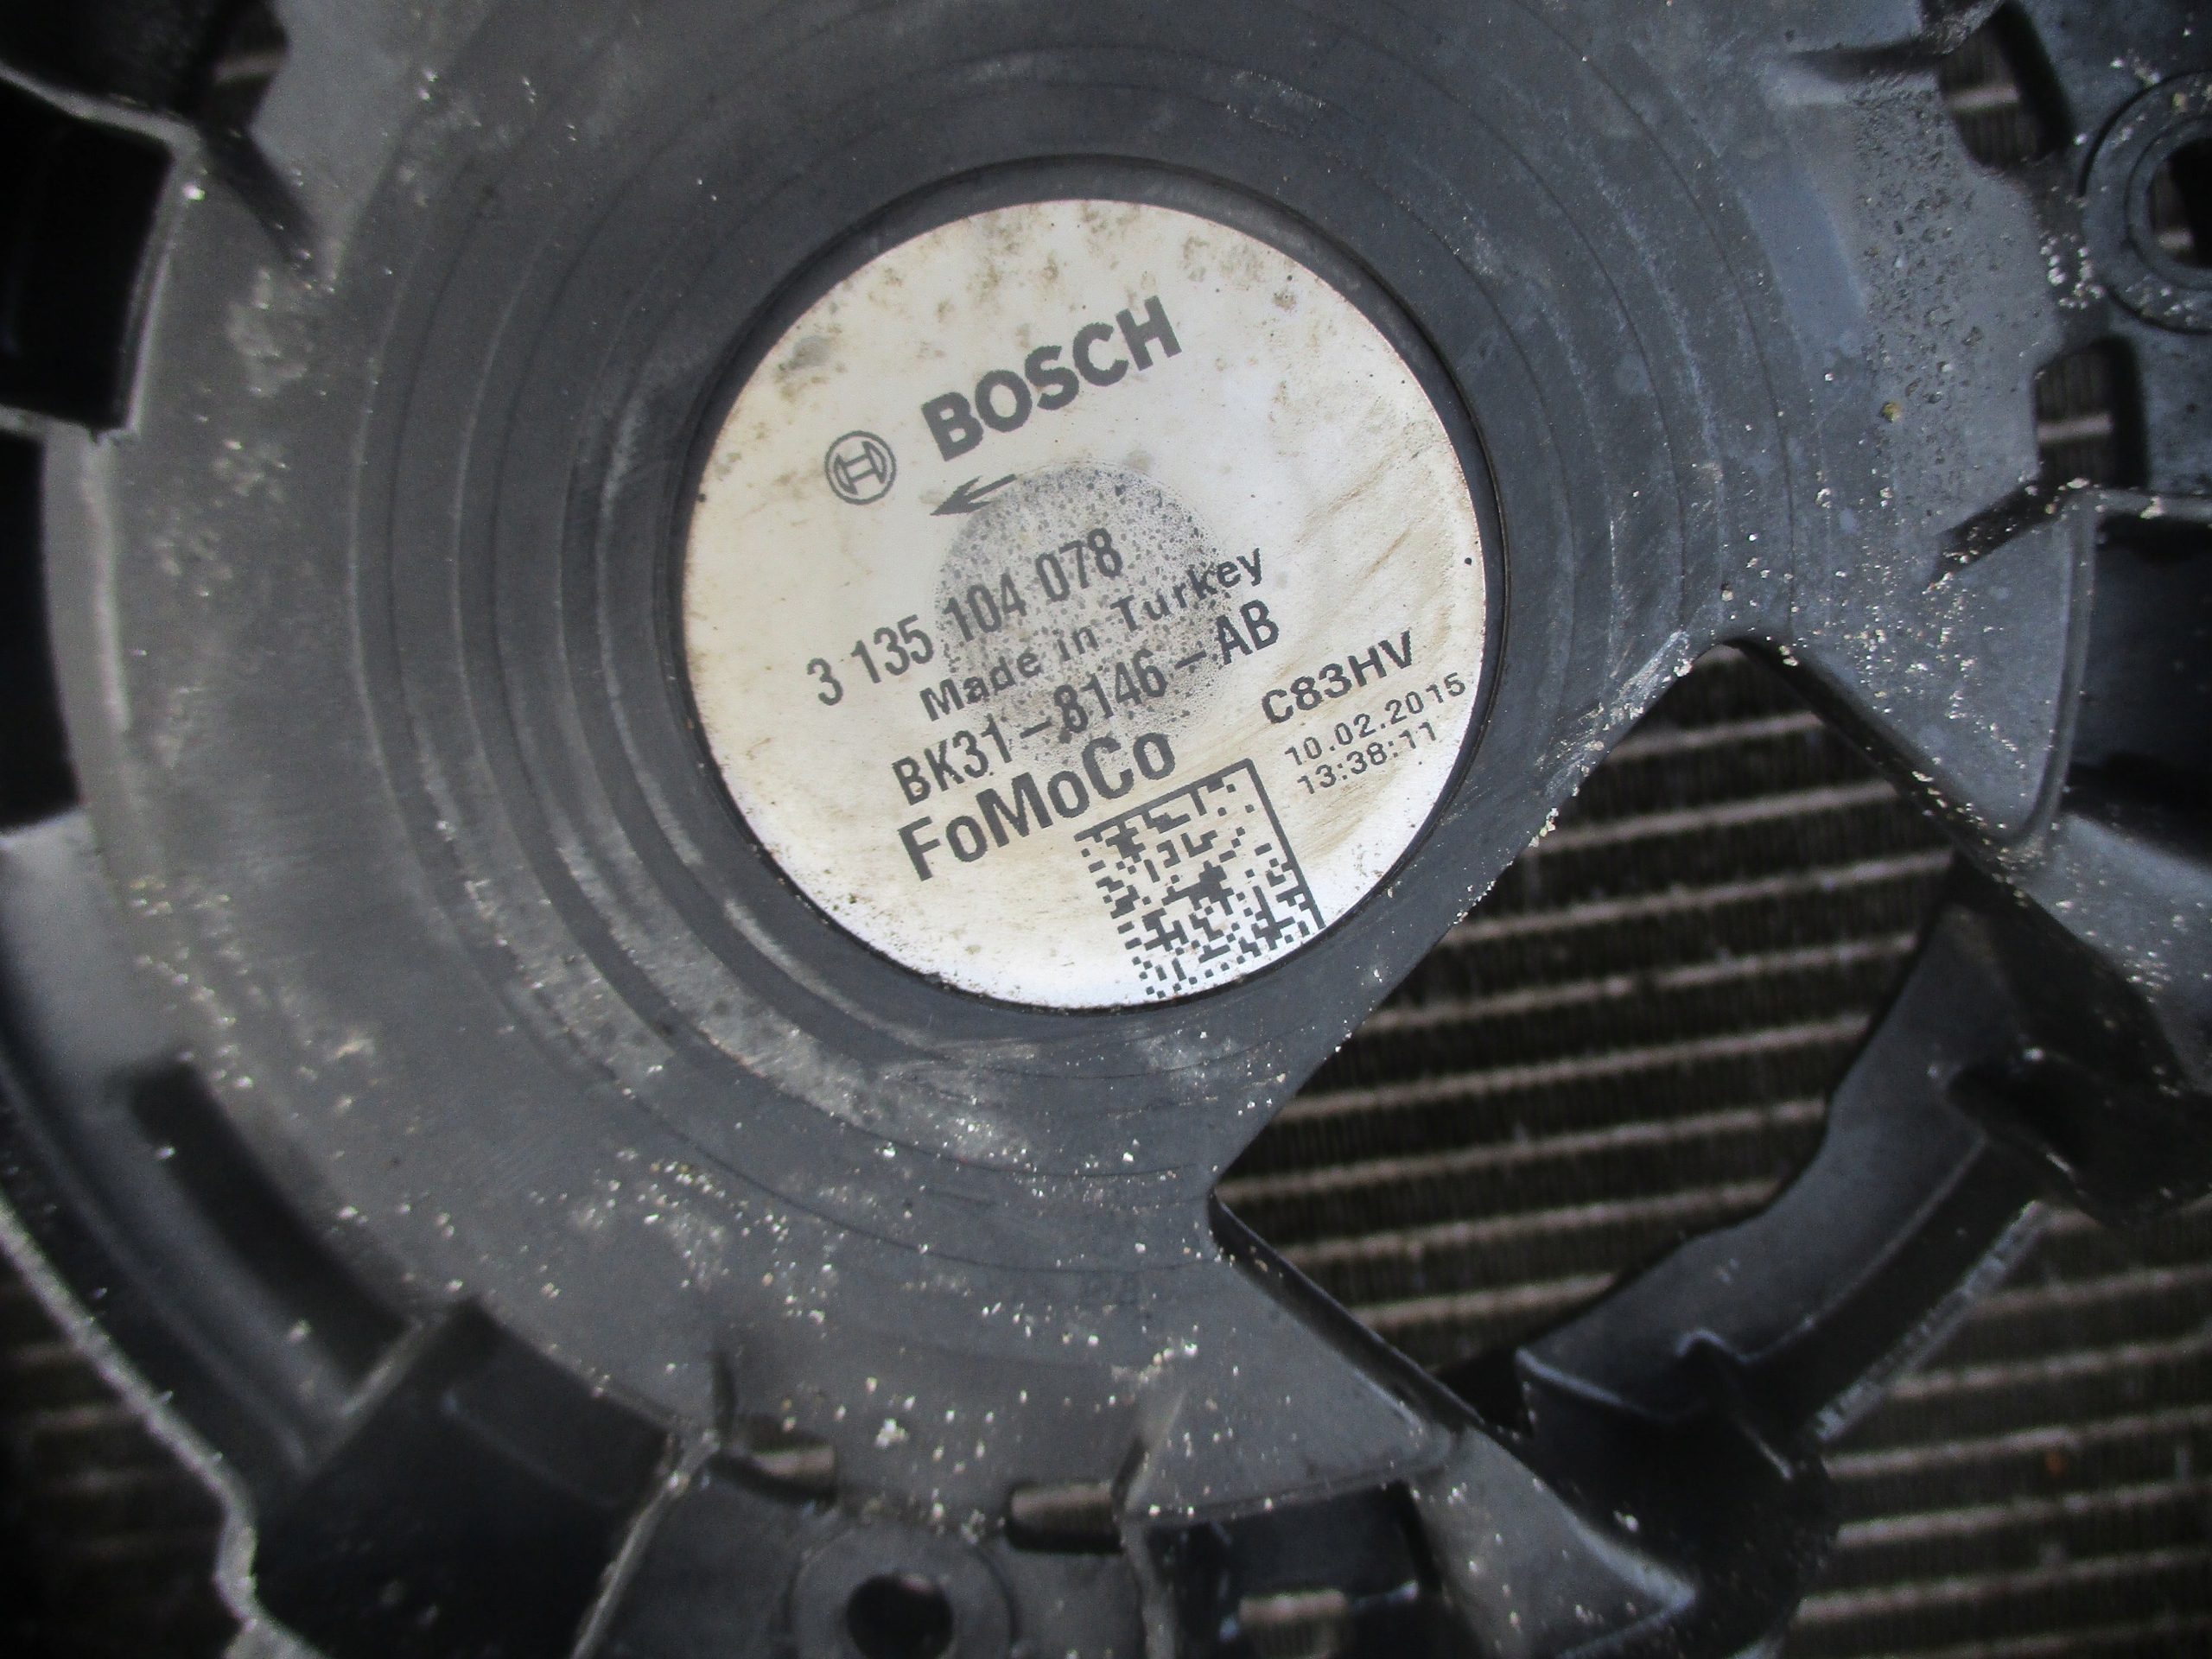 BOSCH
3 135 104 078
Made in Turkey
BK31-8146-AB
FoMoCo
C83HV
10.02.2015
13:38:11